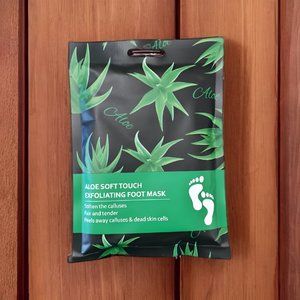 Aloe
Aloe
Aloe
ALOE SOFT TOUCH
EXFOLIATING FOOT MASK
Soften the calluses
Fair and tender
Peels away calluses & dead skin cells